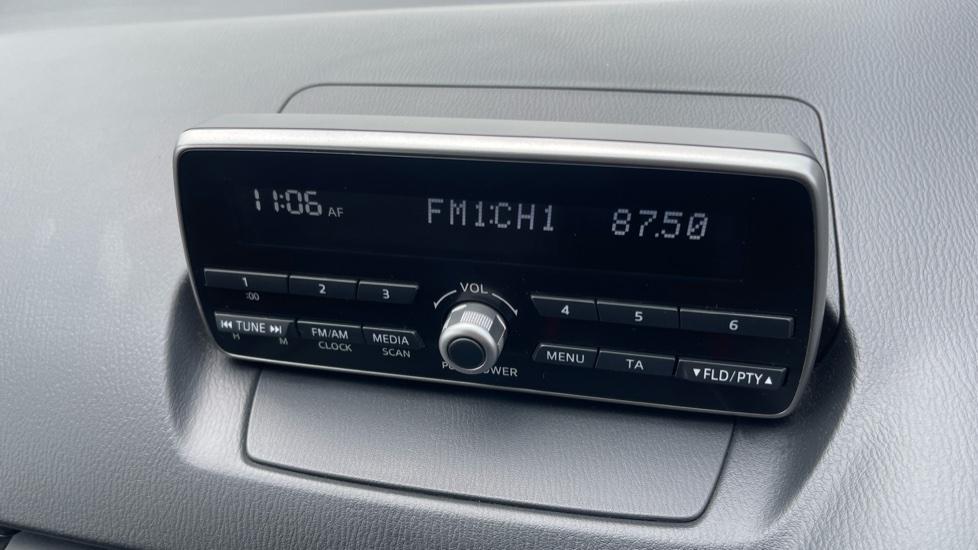 11:06 AF FM1:CH1 87.50
VOL
1 2 3 4 5 6
:00
TUNE FM/AM MEDIA MENU TA FLD/PTY
H M CLOCK SCAN